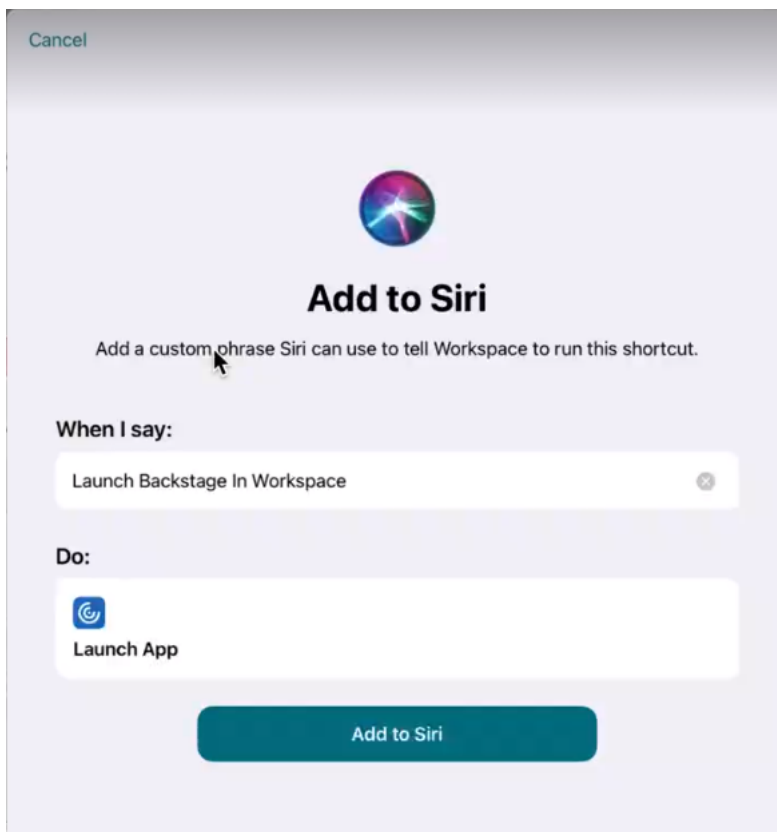 Cancel
Add to Siri
Add a custom phrase Siri can use to tell Workspace to run this shortcut.
When I say:
Launch Backstage In Workspace
Do:
Launch App
Add to Siri